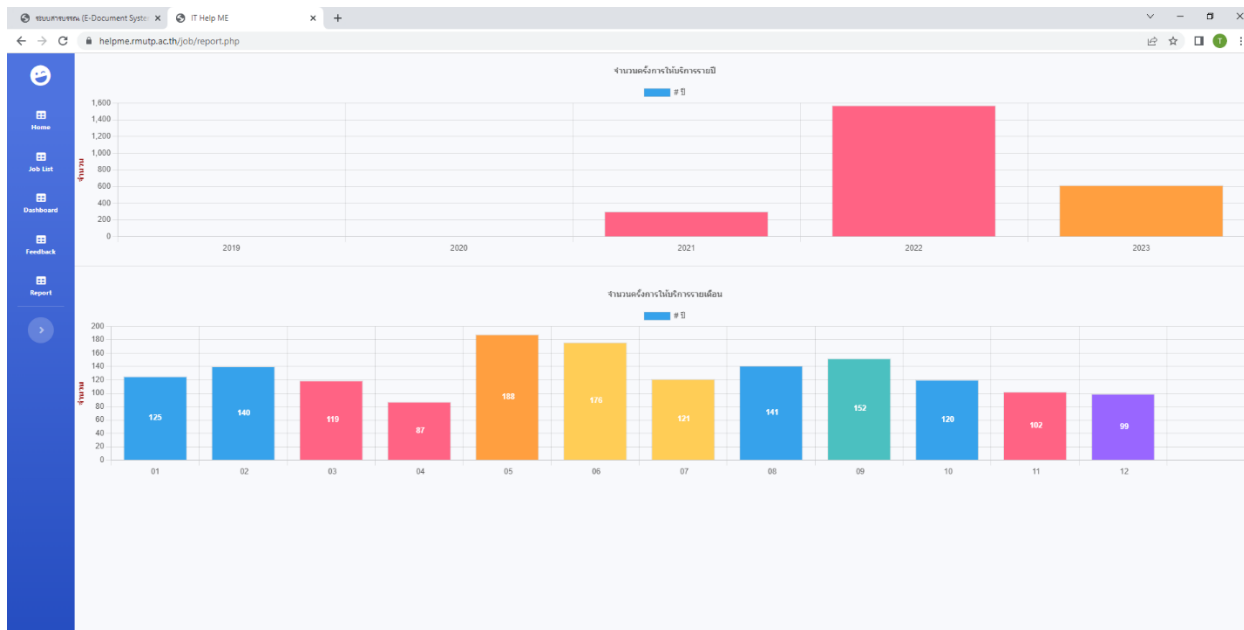 ระบบสารบรรณ (E-Document Syste
IT Help ME
helpme.rmutp.ac.th/job/report.php
T
Home
Job List
Dashboard
Feedback
Report
จำนวนครั้งการให้บริการรายปี
# ปี
จำนวน
1,600
1,400
1,200
1,000
800
600
400
200
0
2019 2020 2021 2022 2023
จำนวนครั้งการให้บริการรายเดือน
# ปี
จำนวน
200
180
160
140
120
100
80
60
40
20
0
125 140 119 87 188 176 121 141 152 120 102 99
01 02 03 04 05 06 07 08 09 10 11 12